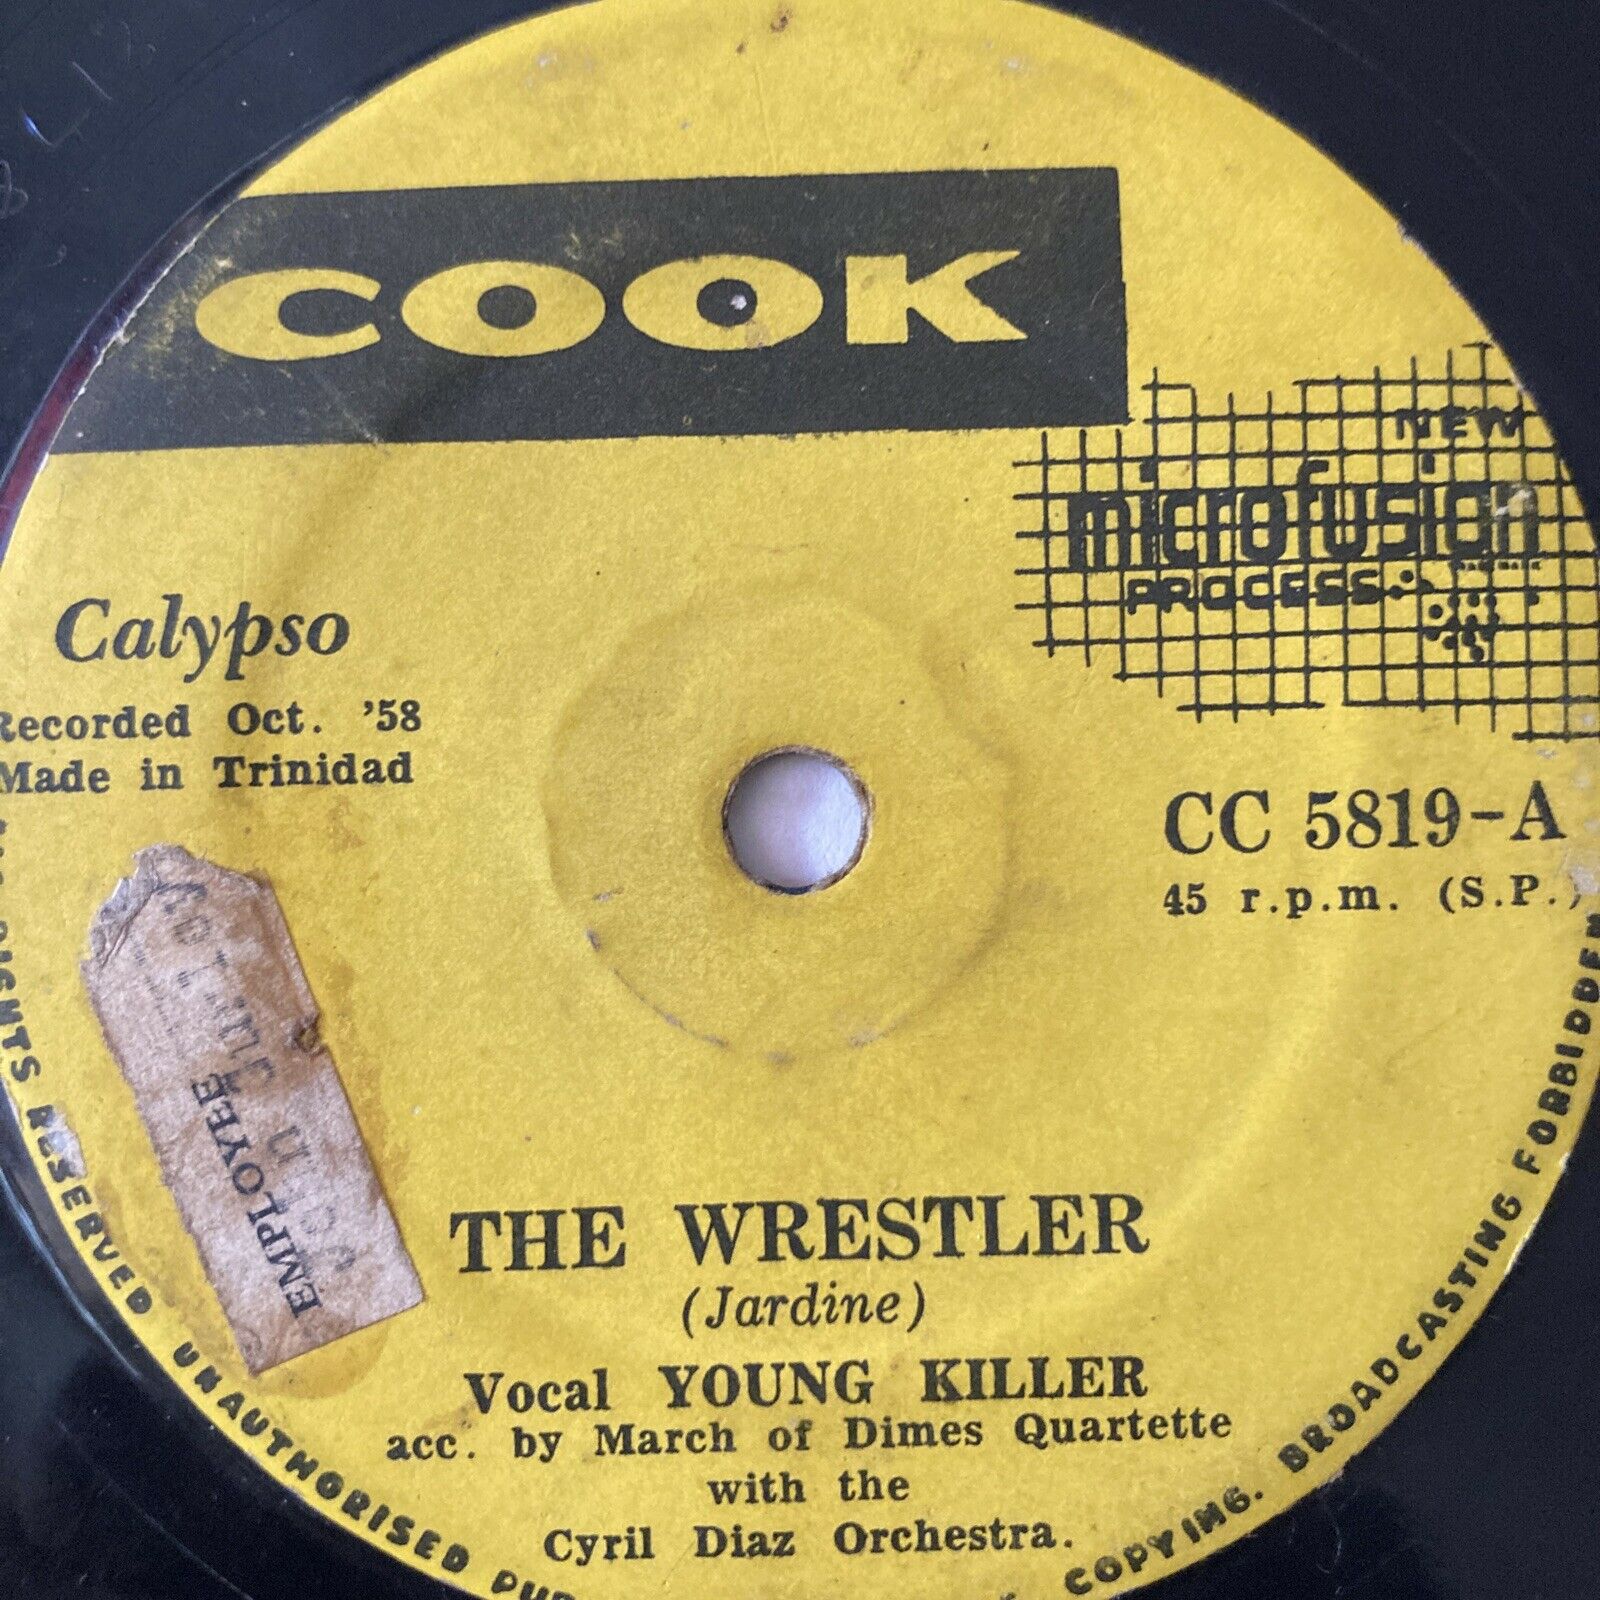 COOK
NEW
microfusion
PROCESS
Calypso
Recorded Oct. '58
Made in Trinidad
CC 5819-A
45 r.p.m. (S.P.)
EMPLOYEE
THE WRESTLER
(Jardine)
Vocal YOUNG KILLER
acc. by March of Dimes Quartette
with the
Cyril Diaz Orchestra.
RIGHTS RESERVED UNAUTHORISED COPYING. BROADCASTING FORBIDDEN